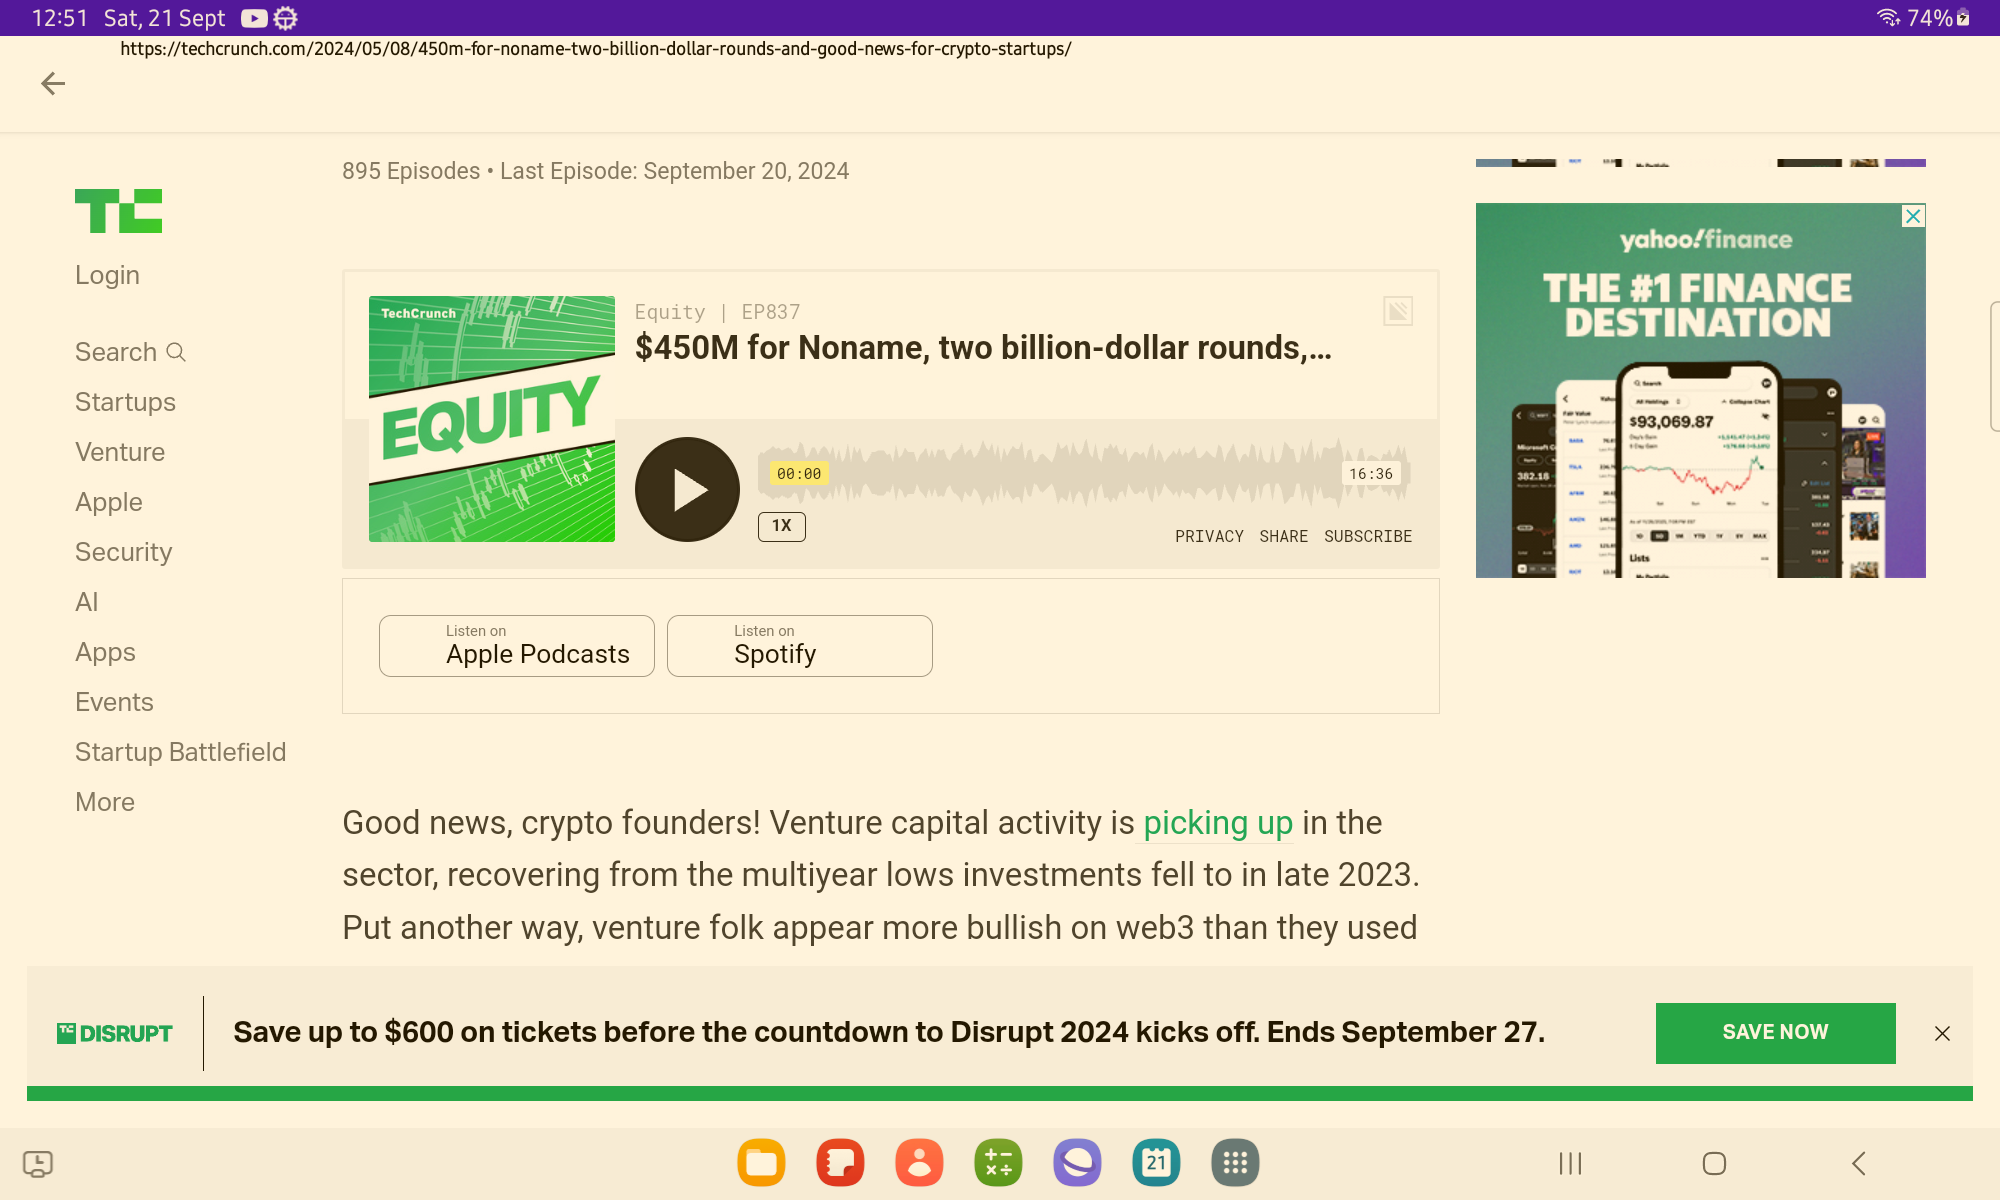 12:51 Sat, 21 Sept
74%
https://techcrunch.com/2024/05/08/450m-for-noname-two-billion-dollar-rounds-and-good-news-for-crypto-startups/
895 Episodes • Last Episode: September 20, 2024
TC
Login
Search
Startups
Venture
Apple
Security
AI
Apps
Events
Startup Battlefield
More
TechCrunch
EQUITY
Equity | EP837
$450M for Noname, two billion-dollar rounds,...
00:00
16:36
1X
PRIVACY SHARE SUBSCRIBE
Listen on
Apple Podcasts
Listen on
Spotify
yahoo!finance
THE #1 FINANCE
DESTINATION
Search
All Holdings
Collapse Chart
$93,069.87
Lists
Good news, crypto founders! Venture capital activity is picking up in the
sector, recovering from the multiyear lows investments fell to in late 2023.
Put another way, venture folk appear more bullish on web3 than they used
TC DISRUPT
Save up to $600 on tickets before the countdown to Disrupt 2024 kicks off. Ends September 27.
SAVE NOW
21